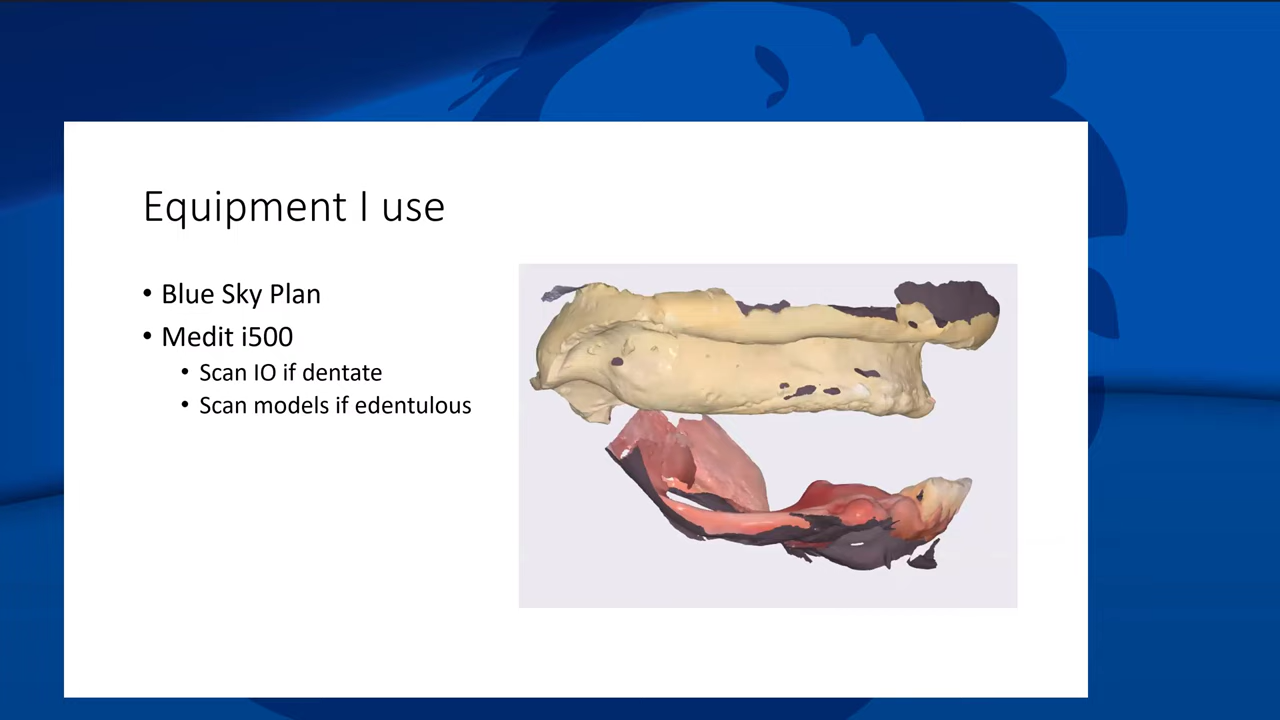 Equipment I use
• Blue Sky Plan
• Medit i500
• Scan IO if dentate
• Scan models if edentulous